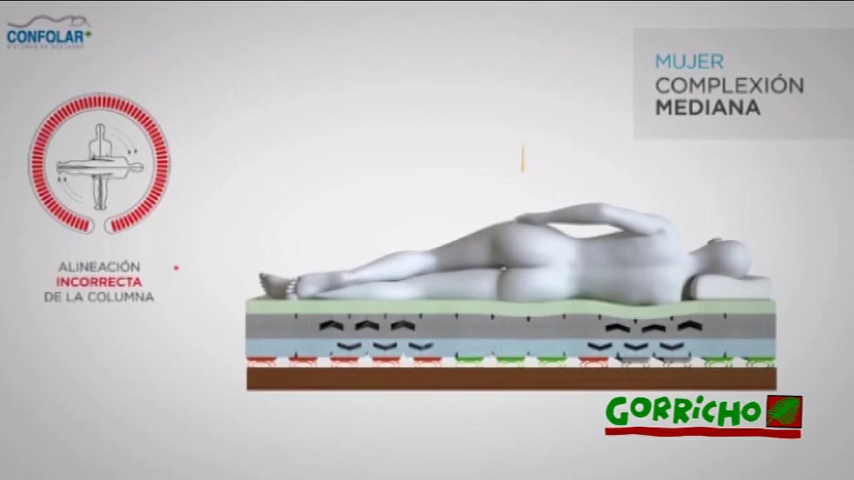 CONFOLAR
MUJER
COMPLEXIÓN
MEDIANA
ALINEACIÓN
INCORRECTA
DE LA COLUMNA
GORRiCHO